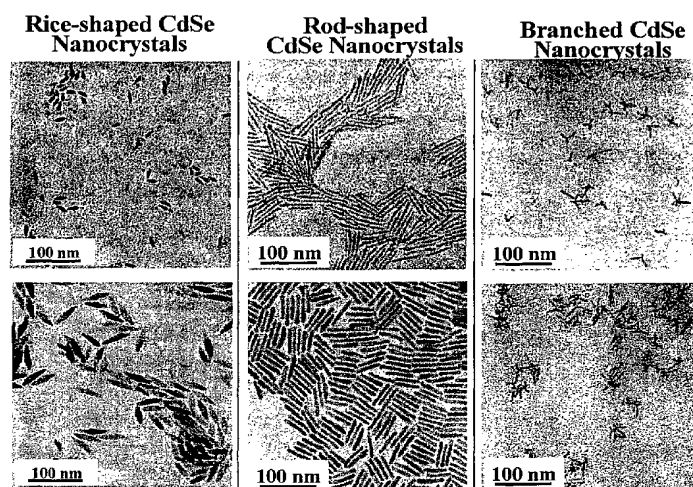 Rice-shaped CdSe
Nanocrystals
Rod-shaped
CdSe Nanocrystals
Branched CdSe
Nanocrystals
100 nm
100 nm
100 nm
100 nm
100 nm
100 nm